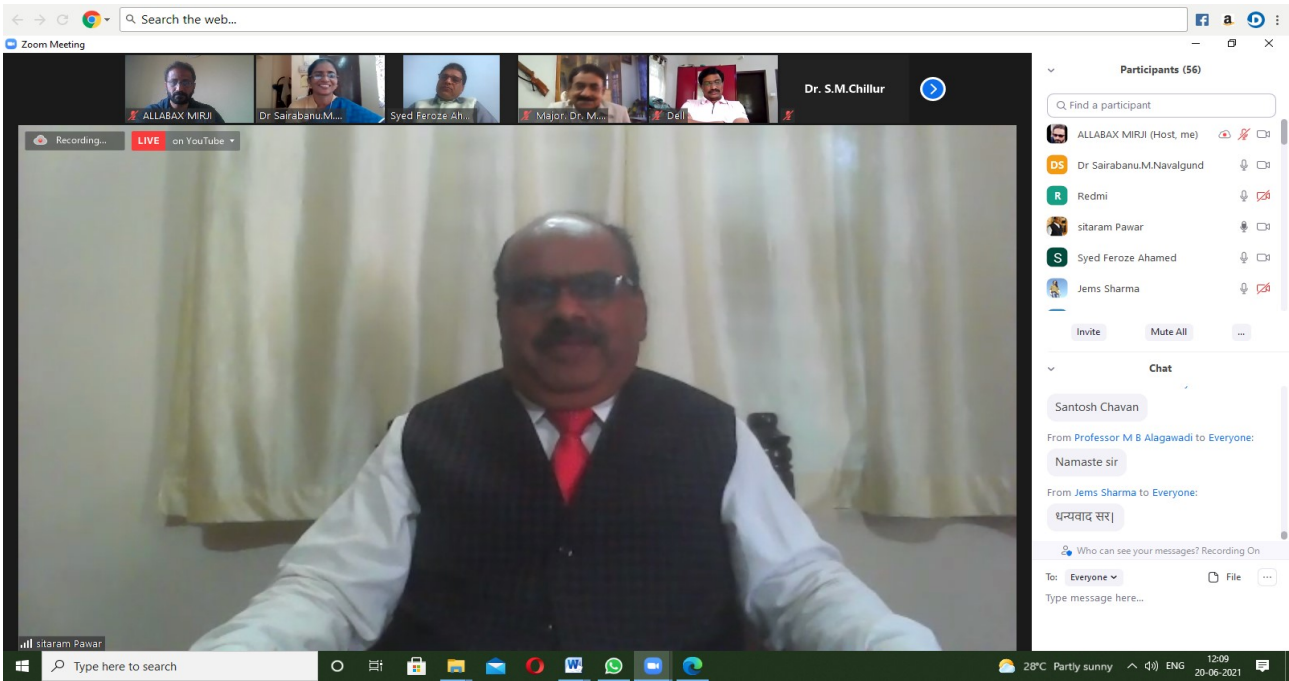 Search the web...
Zoom Meeting
ALLABAX MIRJI
Dr Sairabanu.M....
Syed Feroze Ah...
Major. Dr. M....
Dell
Dr. S.M.Chillur
Recording...
LIVE on YouTube
sitaram Pawar
Participants (56)
Find a participant
ALLABAX MIRJI (Host, me)
DS Dr Sairabanu.M.Navalgund
R Redmi
sitaram Pawar
S Syed Feroze Ahamed
Jems Sharma
Invite Mute All ...
Chat
Santosh Chavan
From Professor M B Alagawadi to Everyone:
Namaste sir
From Jems Sharma to Everyone:
धन्यवाद सर|
Who can see your messages? Recording On
To: Everyone File ...
Type message here...
Type here to search
28°C Partly sunny ENG
12:09
20-06-2021